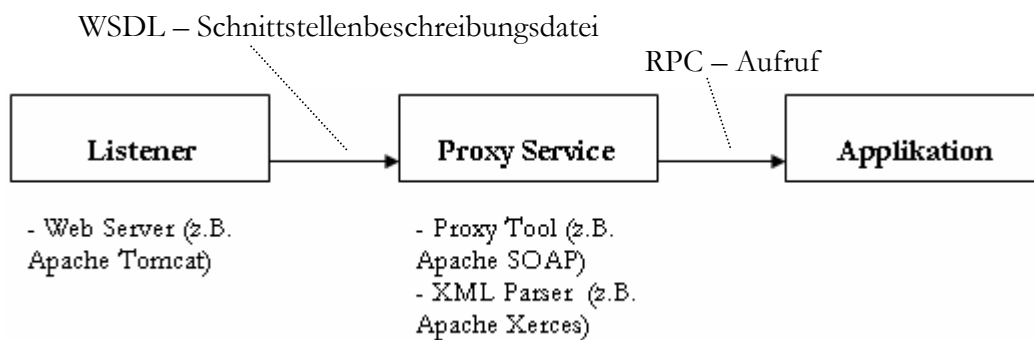 WSDL – Schnittstellenbeschreibungsdatei
RPC – Aufruf
Listener
Proxy Service
Applikation
- Web Server (z.B.
Apache Tomcat)
- Proxy Tool (z.B.
Apache SOAP)
- XML Parser (z.B.
Apache Xerces)